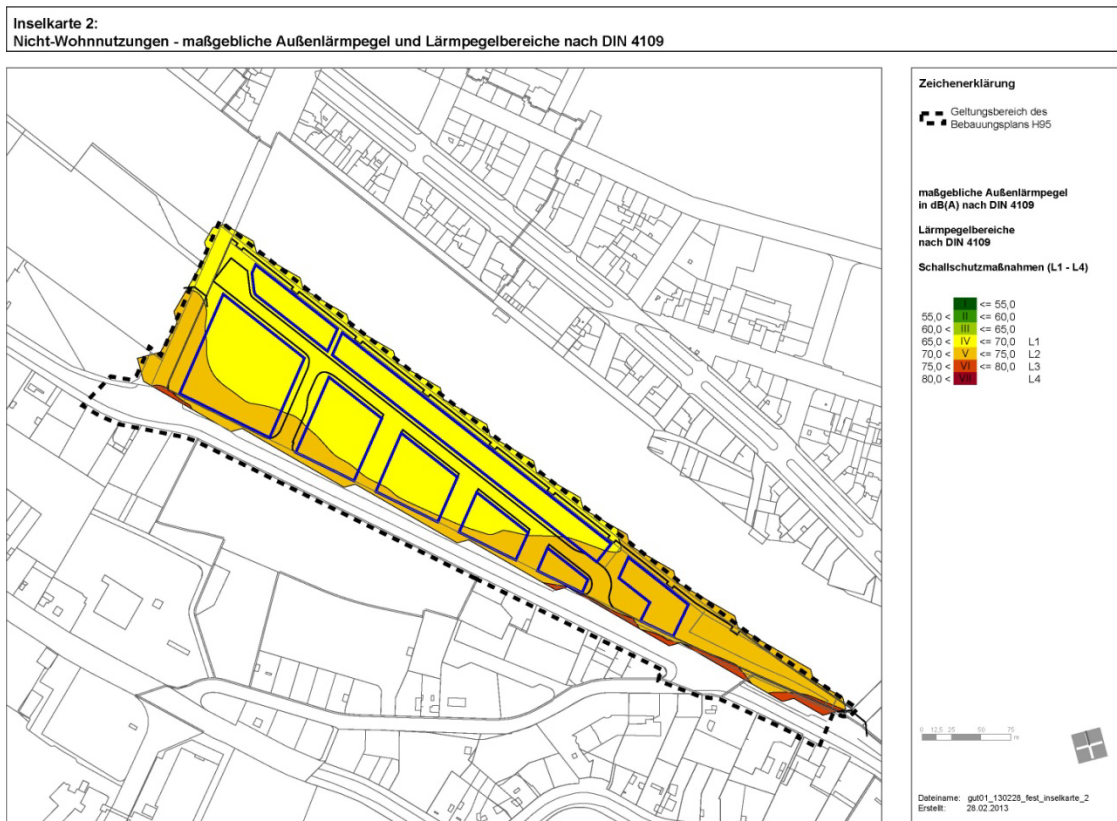 Inselkarte 2:
Nicht-Wohnnutzungen - maßgebliche Außenlärmpegel und Lärmpegelbereiche nach DIN 4109
Zeichenerklärung
Geltungsbereich des
Bebauungsplans H95
maßgebliche Außenlärmpegel
in dB(A) nach DIN 4109
Lärmpegelbereiche
nach DIN 4109
Schallschutzmaßnahmen (L1 - L4)
I <= 55,0
55,0 < II <= 60,0
60,0 < III <= 65,0
65,0 < IV <= 70,0 L1
70,0 < V <= 75,0 L2
75,0 < VI <= 80,0 L3
80,0 < VII L4
0 12,5 25 50 75
m
Dateiname: gut01_130228_fest_inselkarte_2
Erstellt: 28.02.2013